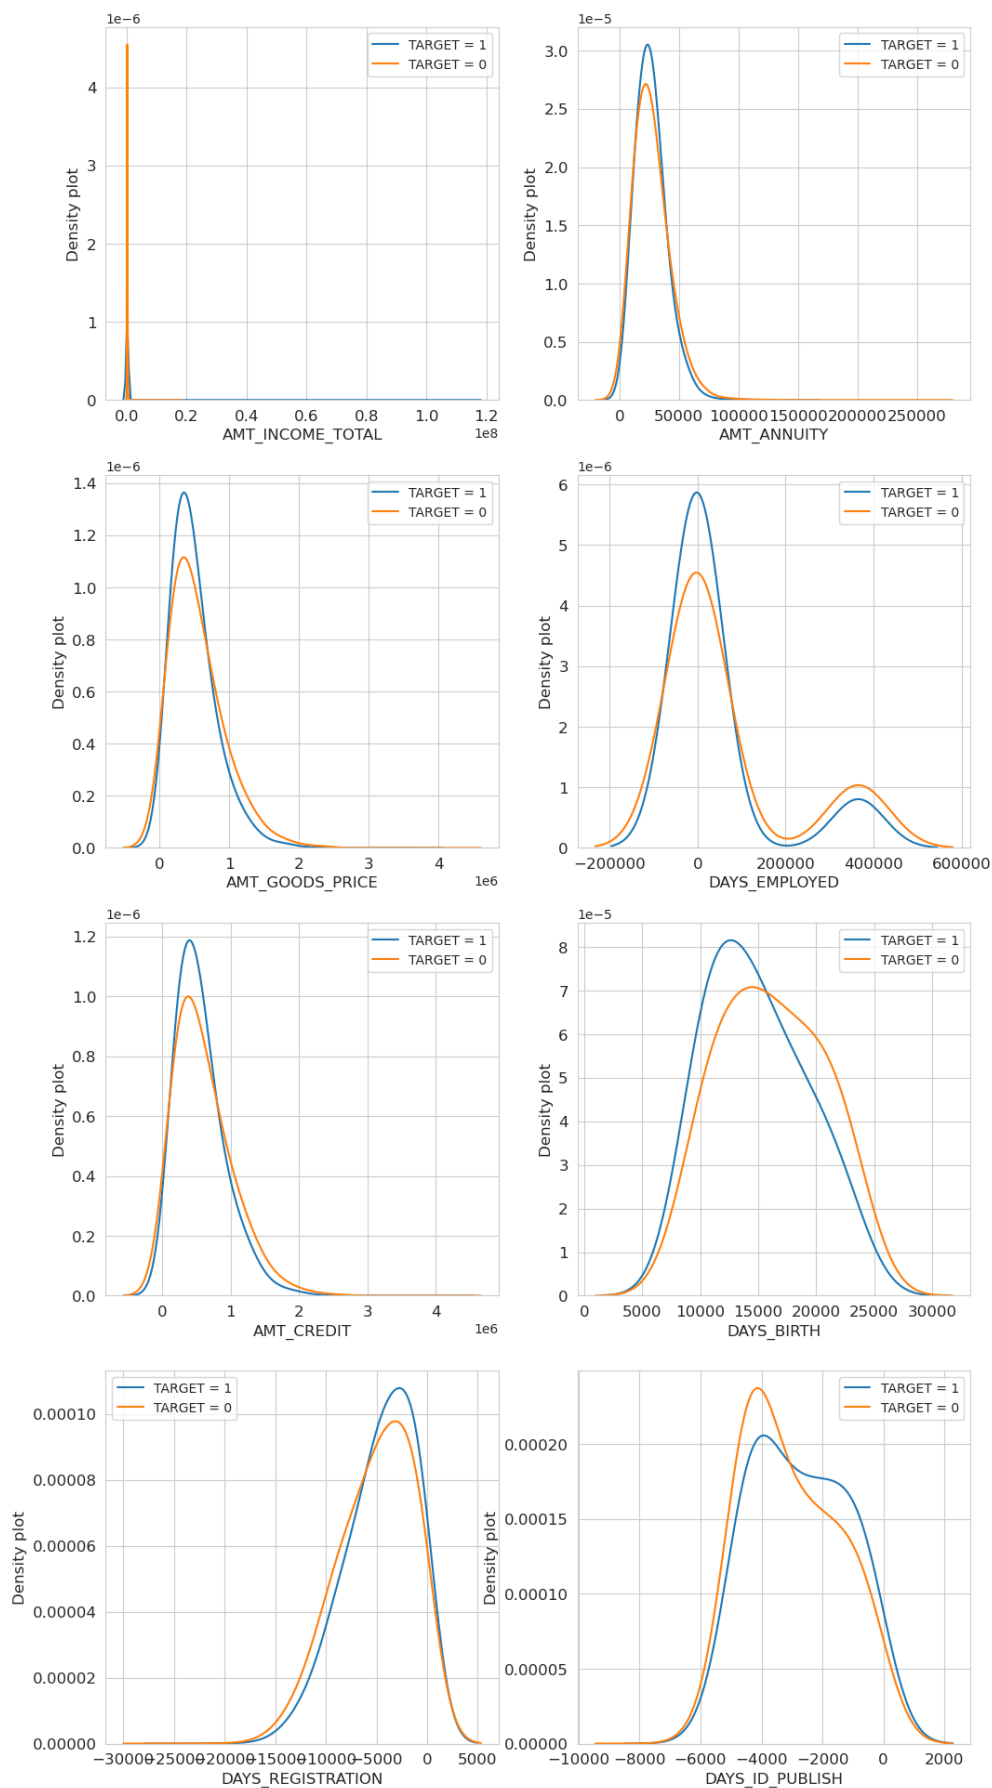 1e−6
TARGET = 1
TARGET = 0
4
3
2
1
0
Density plot
0.0 0.2 0.4 0.6 0.8 1.0 1.2
AMT_INCOME_TOTAL
1e8
1e−5
TARGET = 1
TARGET = 0
3.0
2.5
2.0
1.5
1.0
0.5
0.0
Density plot
0 50000 100000 150000 200000 250000
AMT_ANNUITY
1e−6
TARGET = 1
TARGET = 0
1.4
1.2
1.0
0.8
0.6
0.4
0.2
0.0
Density plot
0 1 2 3 4
AMT_GOODS_PRICE
1e6
1e−6
TARGET = 1
TARGET = 0
6
5
4
3
2
1
0
Density plot
−200000 0 200000 400000 600000
DAYS_EMPLOYED
1e−6
TARGET = 1
TARGET = 0
1.2
1.0
0.8
0.6
0.4
0.2
0.0
Density plot
0 1 2 3 4
AMT_CREDIT
1e6
1e−5
TARGET = 1
TARGET = 0
8
7
6
5
4
3
2
1
0
Density plot
0 5000 10000 15000 20000 25000 30000
DAYS_BIRTH
TARGET = 1
TARGET = 0
0.00010
0.00008
0.00006
0.00004
0.00002
0.00000
Density plot
−30000 −25000 −20000 −15000 −10000 −5000 0 5000
DAYS_REGISTRATION
TARGET = 1
TARGET = 0
0.00020
0.00015
0.00010
0.00005
0.00000
Density plot
−10000 −8000 −6000 −4000 −2000 0 2000
DAYS_ID_PUBLISH